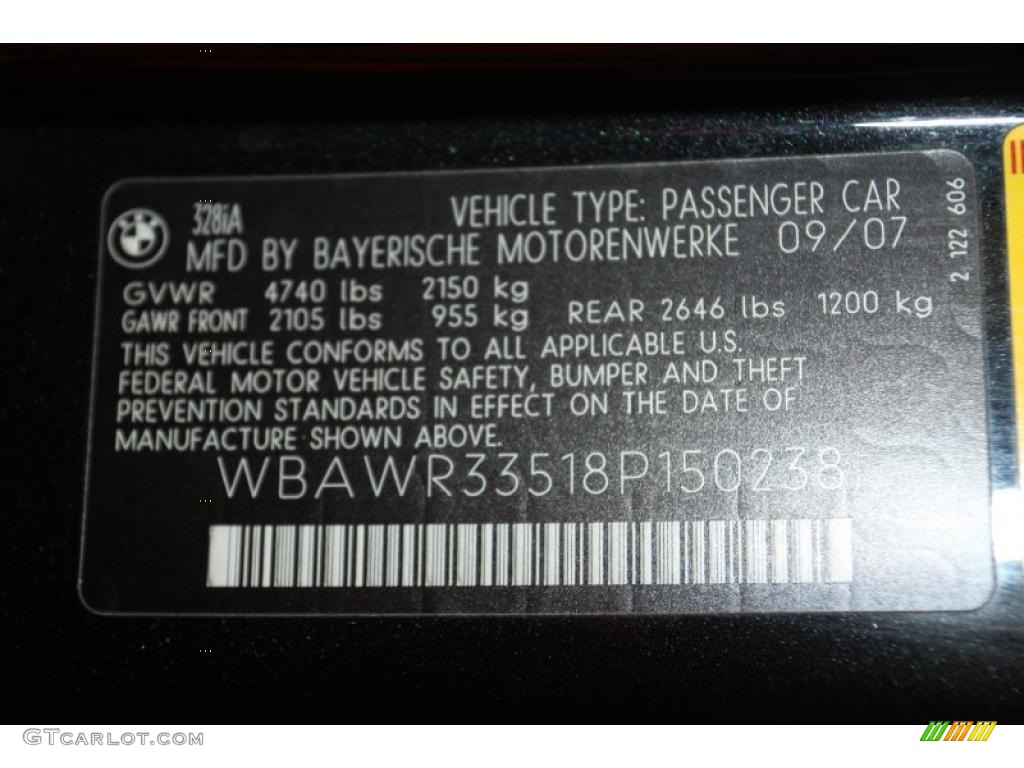 328iA
VEHICLE TYPE: PASSENGER CAR
MFD BY BAYERISCHE MOTORENWERKE 09/07
GVWR 4740 lbs 2150 kg
GAWR FRONT 2105 lbs 955 kg REAR 2646 lbs 1200 kg
THIS VEHICLE CONFORMS TO ALL APPLICABLE U.S.
FEDERAL MOTOR VEHICLE SAFETY, BUMPER AND THEFT
PREVENTION STANDARDS IN EFFECT ON THE DATE OF
MANUFACTURE SHOWN ABOVE.
WBAWR33518P150238
2 122 606
GTCARLOT.COM